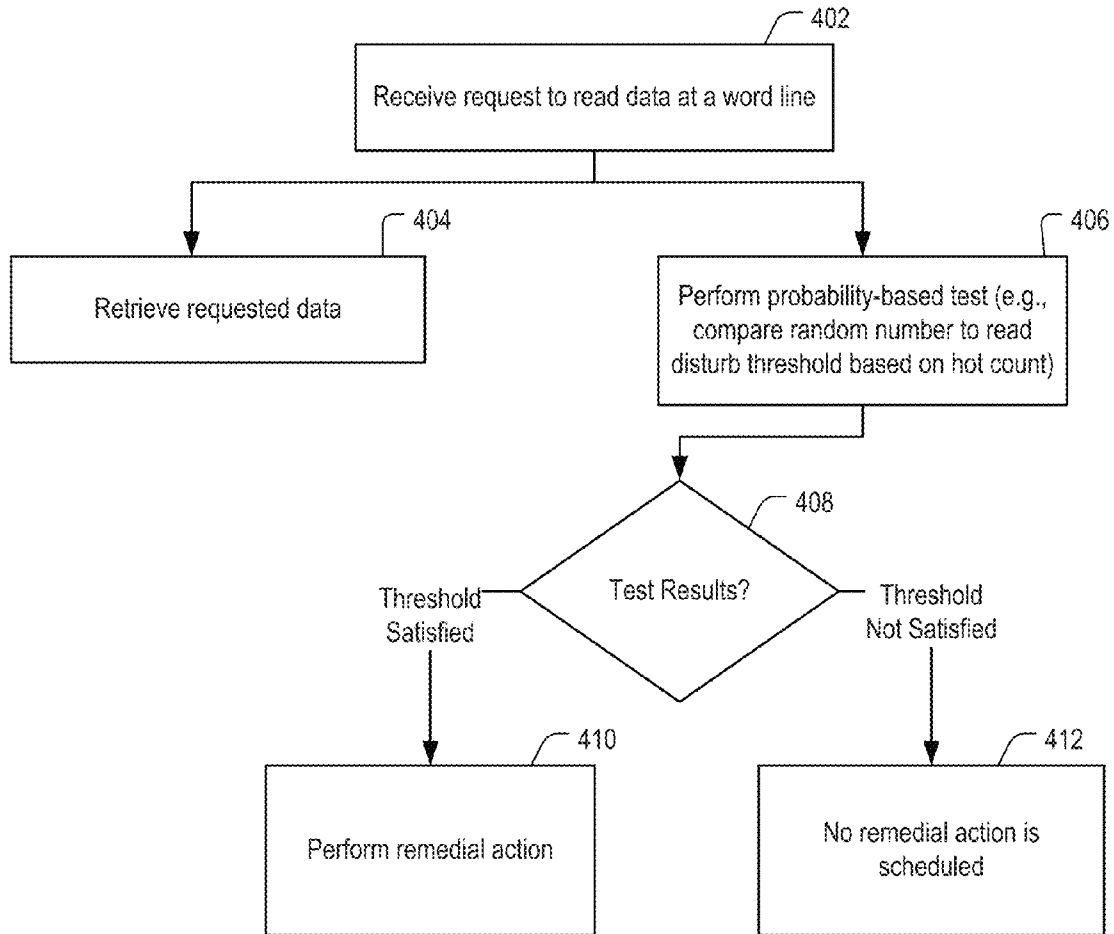 402
Receive request to read data at a word line
404
Retrieve requested data
406
Perform probability-based test (e.g.,
compare random number to read
disturb threshold based on hot count)
408
Test Results?
Threshold
Satisfied
Threshold
Not Satisfied
410
Perform remedial action
412
No remedial action is
scheduled